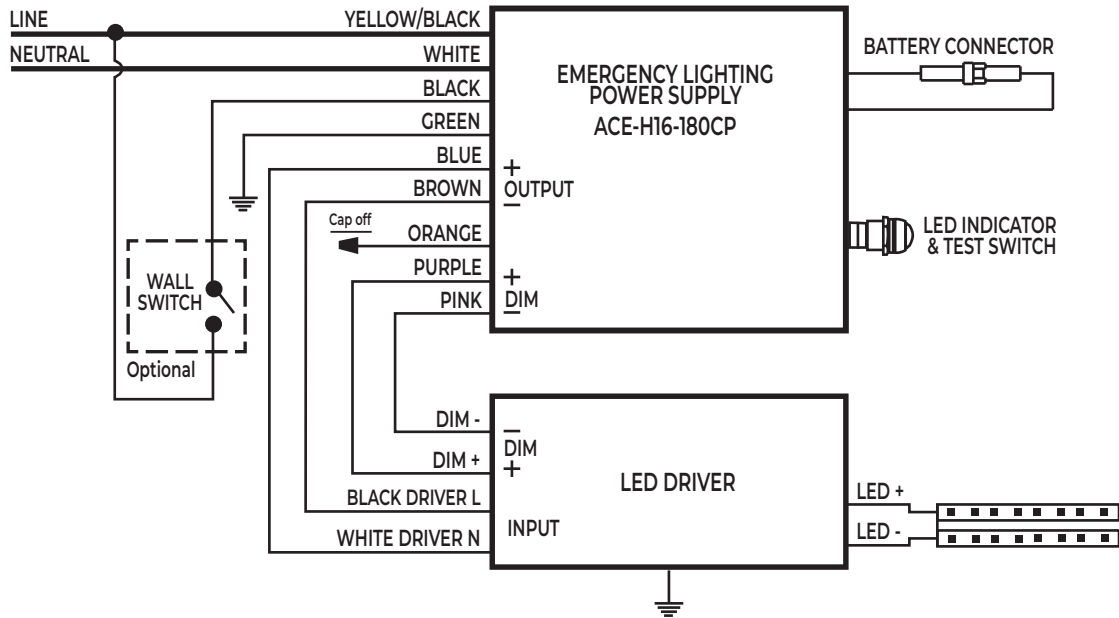 LINE
YELLOW/BLACK
NEUTRAL
WHITE
BLACK
GREEN
BLUE
BROWN
ORANGE
PURPLE
PINK
EMERGENCY LIGHTING
POWER SUPPLY
ACE-H16-180CP
+
OUTPUT
–
+
DIM
–
BATTERY CONNECTOR
LED INDICATOR
& TEST SWITCH
Cap off
WALL
SWITCH
Optional
DIM -
DIM +
BLACK DRIVER L
WHITE DRIVER N
–
DIM
+
INPUT
LED DRIVER
LED +
LED -